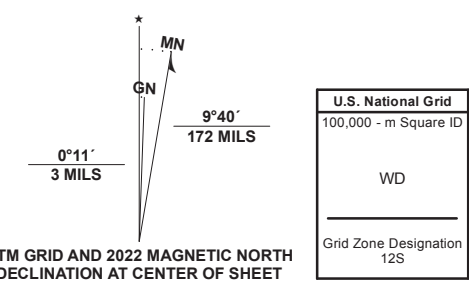 ★
MN
GN
9°40´
172 MILS
0°11´
3 MILS
TM GRID AND 2022 MAGNETIC NORTH
DECLINATION AT CENTER OF SHEET
U.S. National Grid
100,000 - m Square ID
WD
Grid Zone Designation
12S